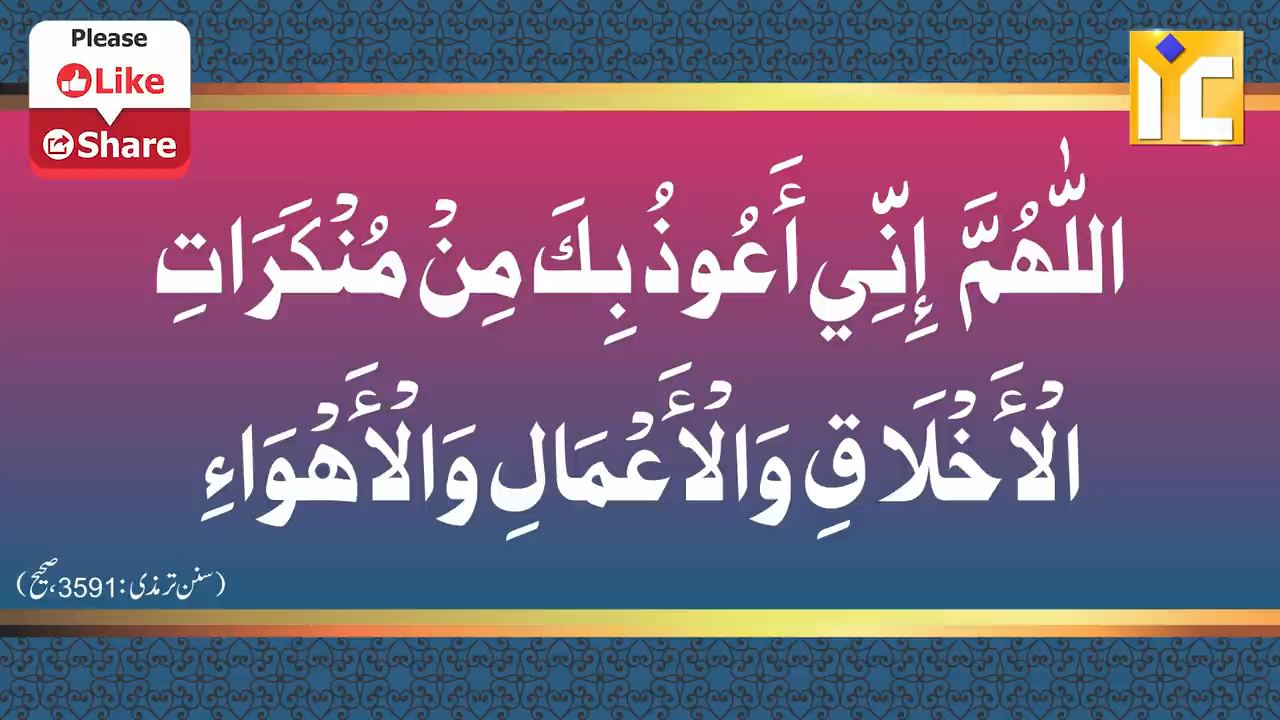 Please
Like
Share
اللّٰهُمَّ إِنِّي أَعُوذُ بِكَ مِنْ مُنْكَرَاتِ
الْأَخْلَاقِ وَالْأَعْمَالِ وَالْأَهْوَاءِ
(سنن ترمذی: 3591، صحیح)